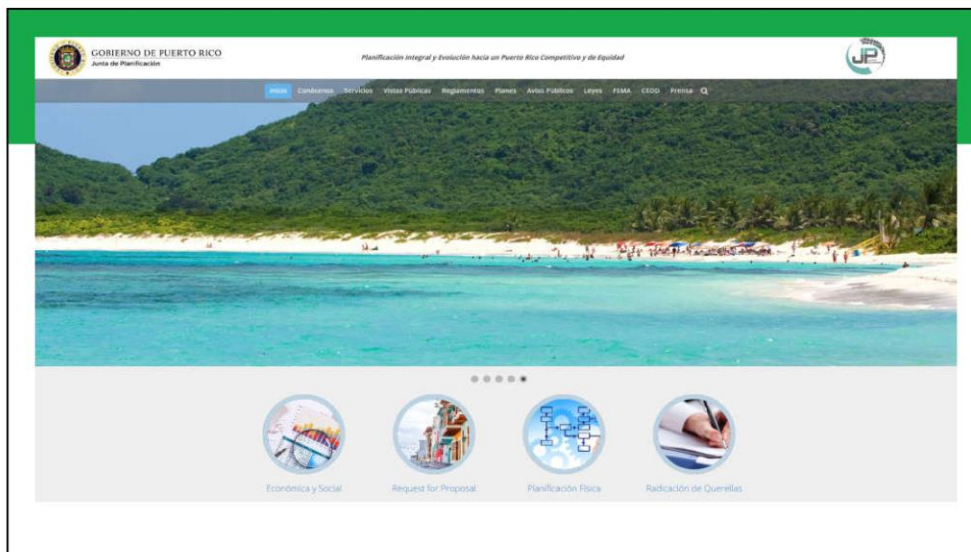 GOBIERNO DE PUERTO RICO
Junta de Planificación
Planificación Integral y Evolución hacia un Puerto Rico Competitivo y de Equidad
JP
Inicio Conócenos Servicios Vistas Públicas Reglamentos Planes Aviso Públicos Leyes FEMA CEDD Prensa
Económica y Social Request for Proposal Planificación Física Radicación de Querellas